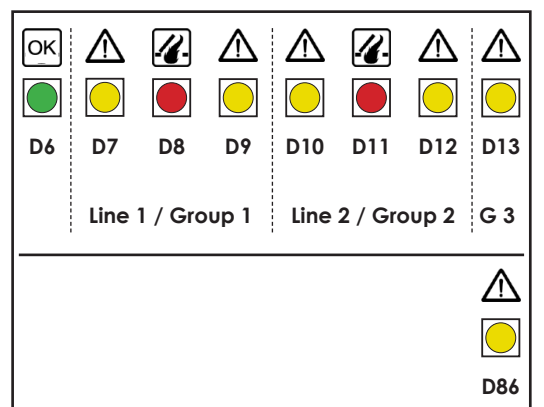 OK
D6 D7 D8 D9 D10 D11 D12 D13
Line 1 / Group 1 Line 2 / Group 2 G 3
D86